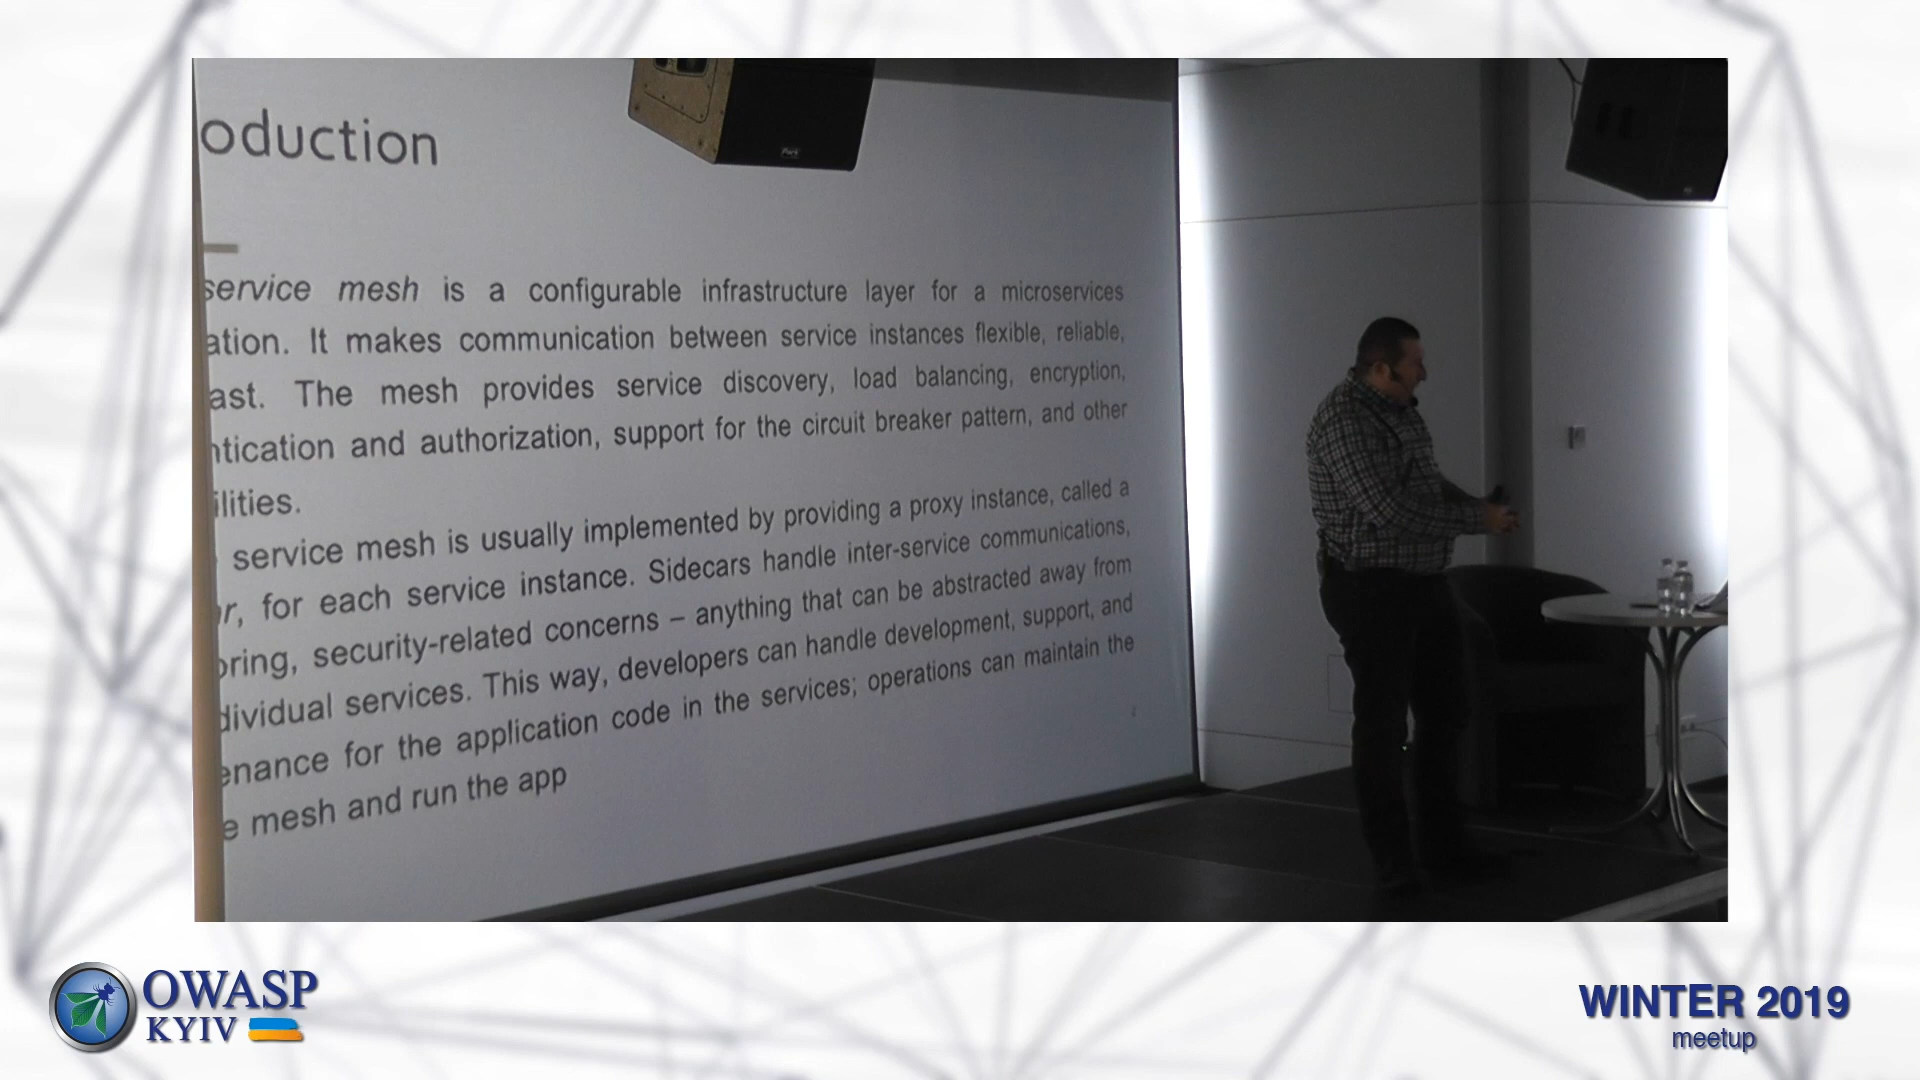 oduction
service mesh is a configurable infrastructure layer for a microservices
ation. It makes communication between service instances flexible, reliable,
ast. The mesh provides service discovery, load balancing, encryption,
ntication and authorization, support for the circuit breaker pattern, and other
ilities.
service mesh is usually implemented by providing a proxy instance, called a
r, for each service instance. Sidecars handle inter-service communications,
oring, security-related concerns – anything that can be abstracted away from
dividual services. This way, developers can handle development, support, and
enance for the application code in the services; operations can maintain the
e mesh and run the app
OWASP
KYIV
WINTER 2019
meetup